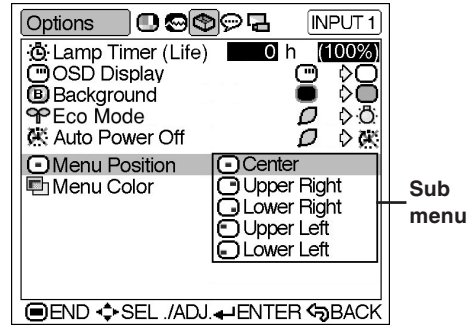 Options INPUT 1
Lamp Timer (Life) 0 h (100%)
OSD Display
B Background
Eco Mode
Auto Power Off
Menu Position
Menu Color
Center
Upper Right
Lower Right
Upper Left
Lower Left
Sub
menu
END SEL ./ADJ. ENTER BACK